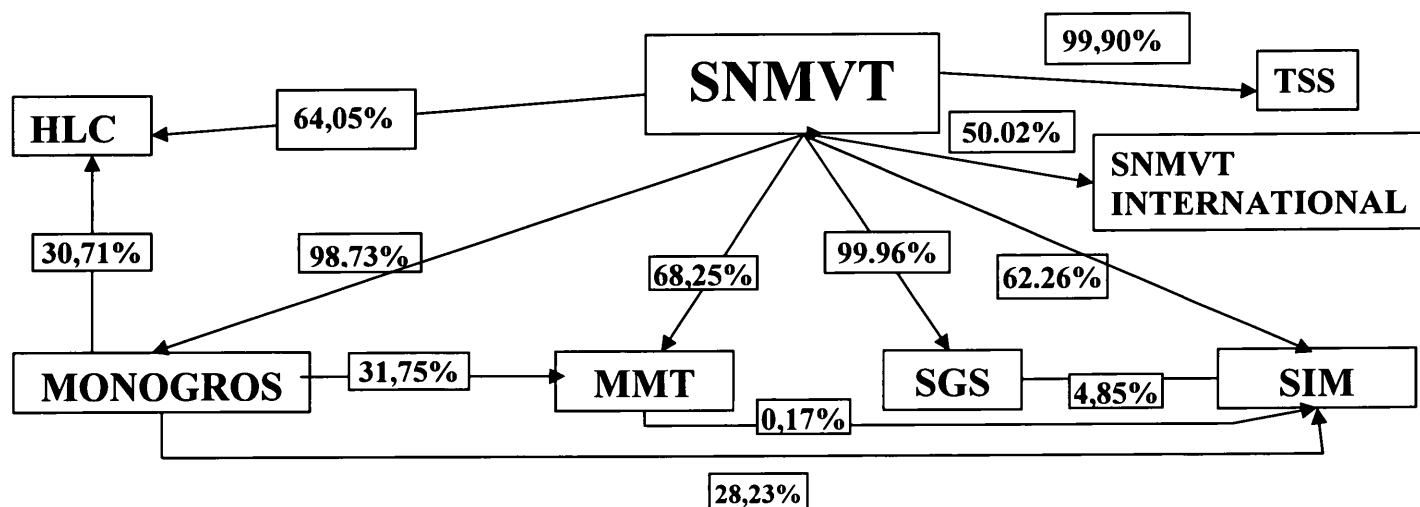 99,90%
SNMVT
TSS
HLC
64,05%
50.02%
SNMVT
INTERNATIONAL
30,71%
98.73%
68,25%
99.96%
62.26%
MONOGROS
31,75%
MMT
SGS
4,85%
SIM
0,17%
28,23%